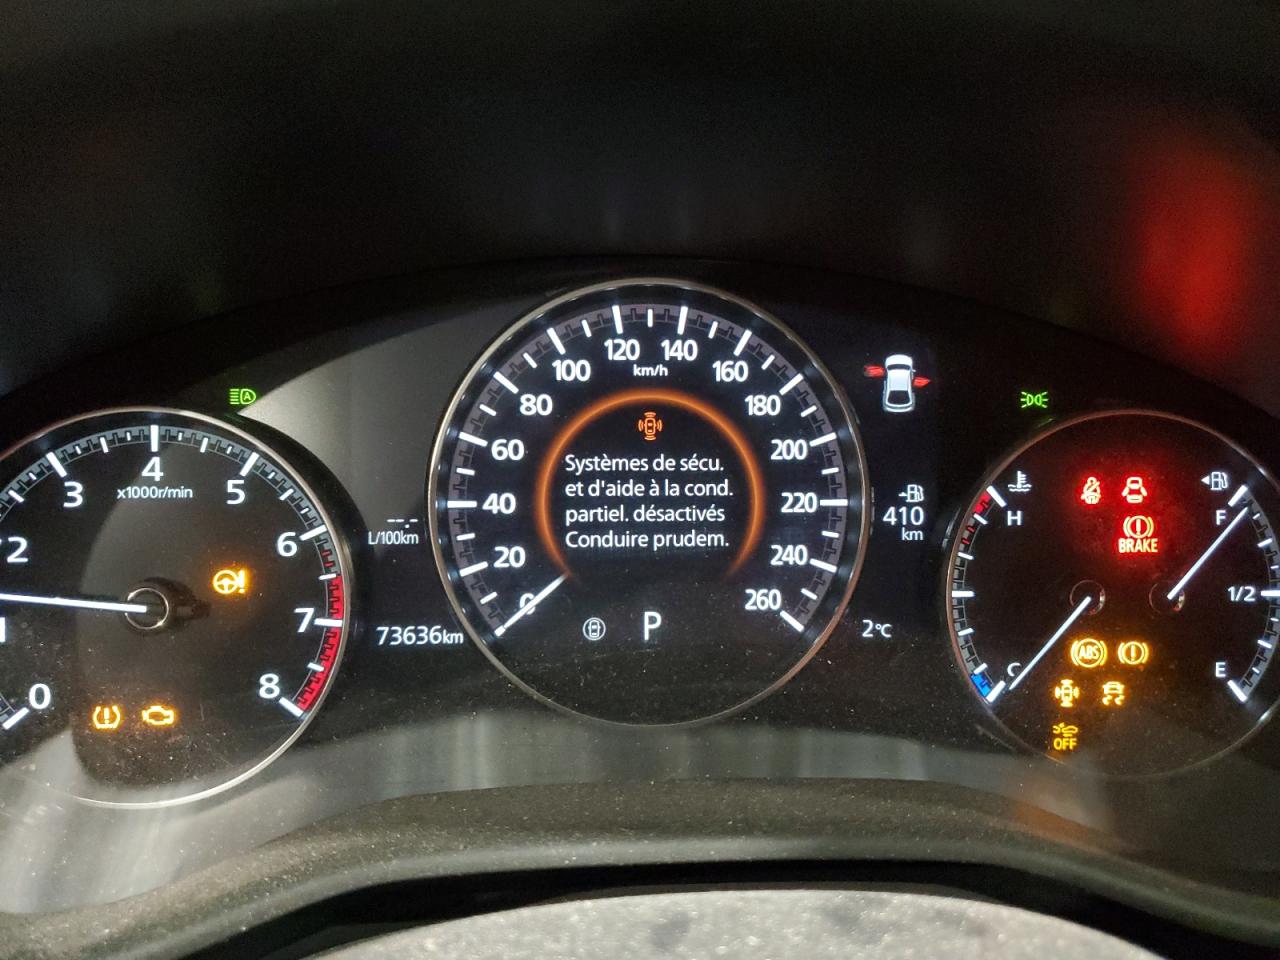 0
1
2
3
4
5
6
7
8
x1000r/min
A
0
20
40
60
80
100
120
140
160
180
200
220
240
260
km/h
Systèmes de sécu.
et d'aide à la cond.
partiel. désactivés
Conduire prudem.
P
--.-
L/100km
73636km
410
km
2°C
H
C
F
1/2
E
BRAKE
ABS
OFF